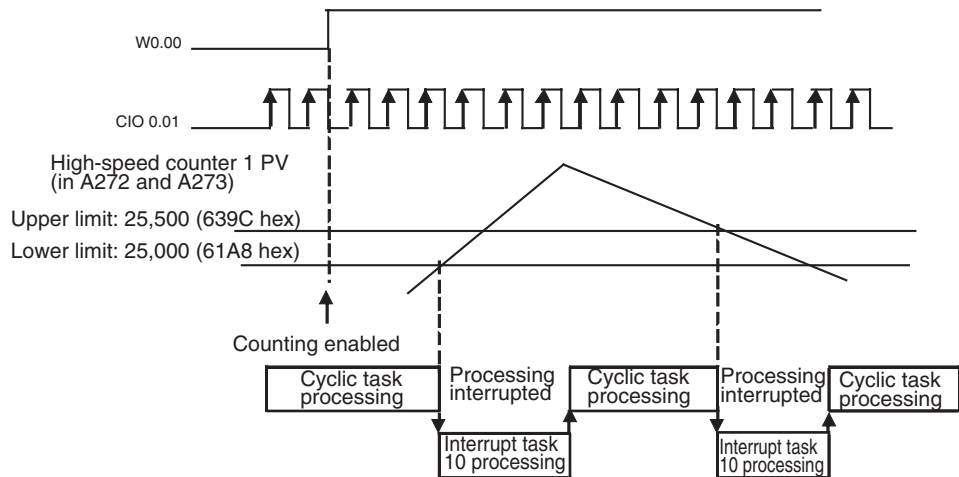 W0.00
CIO 0.01
High-speed counter 1 PV
(in A272 and A273)
Upper limit: 25,500 (639C hex)
Lower limit: 25,000 (61A8 hex)
Counting enabled
Cyclic task
processing
Processing
interrupted
Cyclic task
processing
Processing
interrupted
Cyclic task
processing
Interrupt task
10 processing
Interrupt task
10 processing